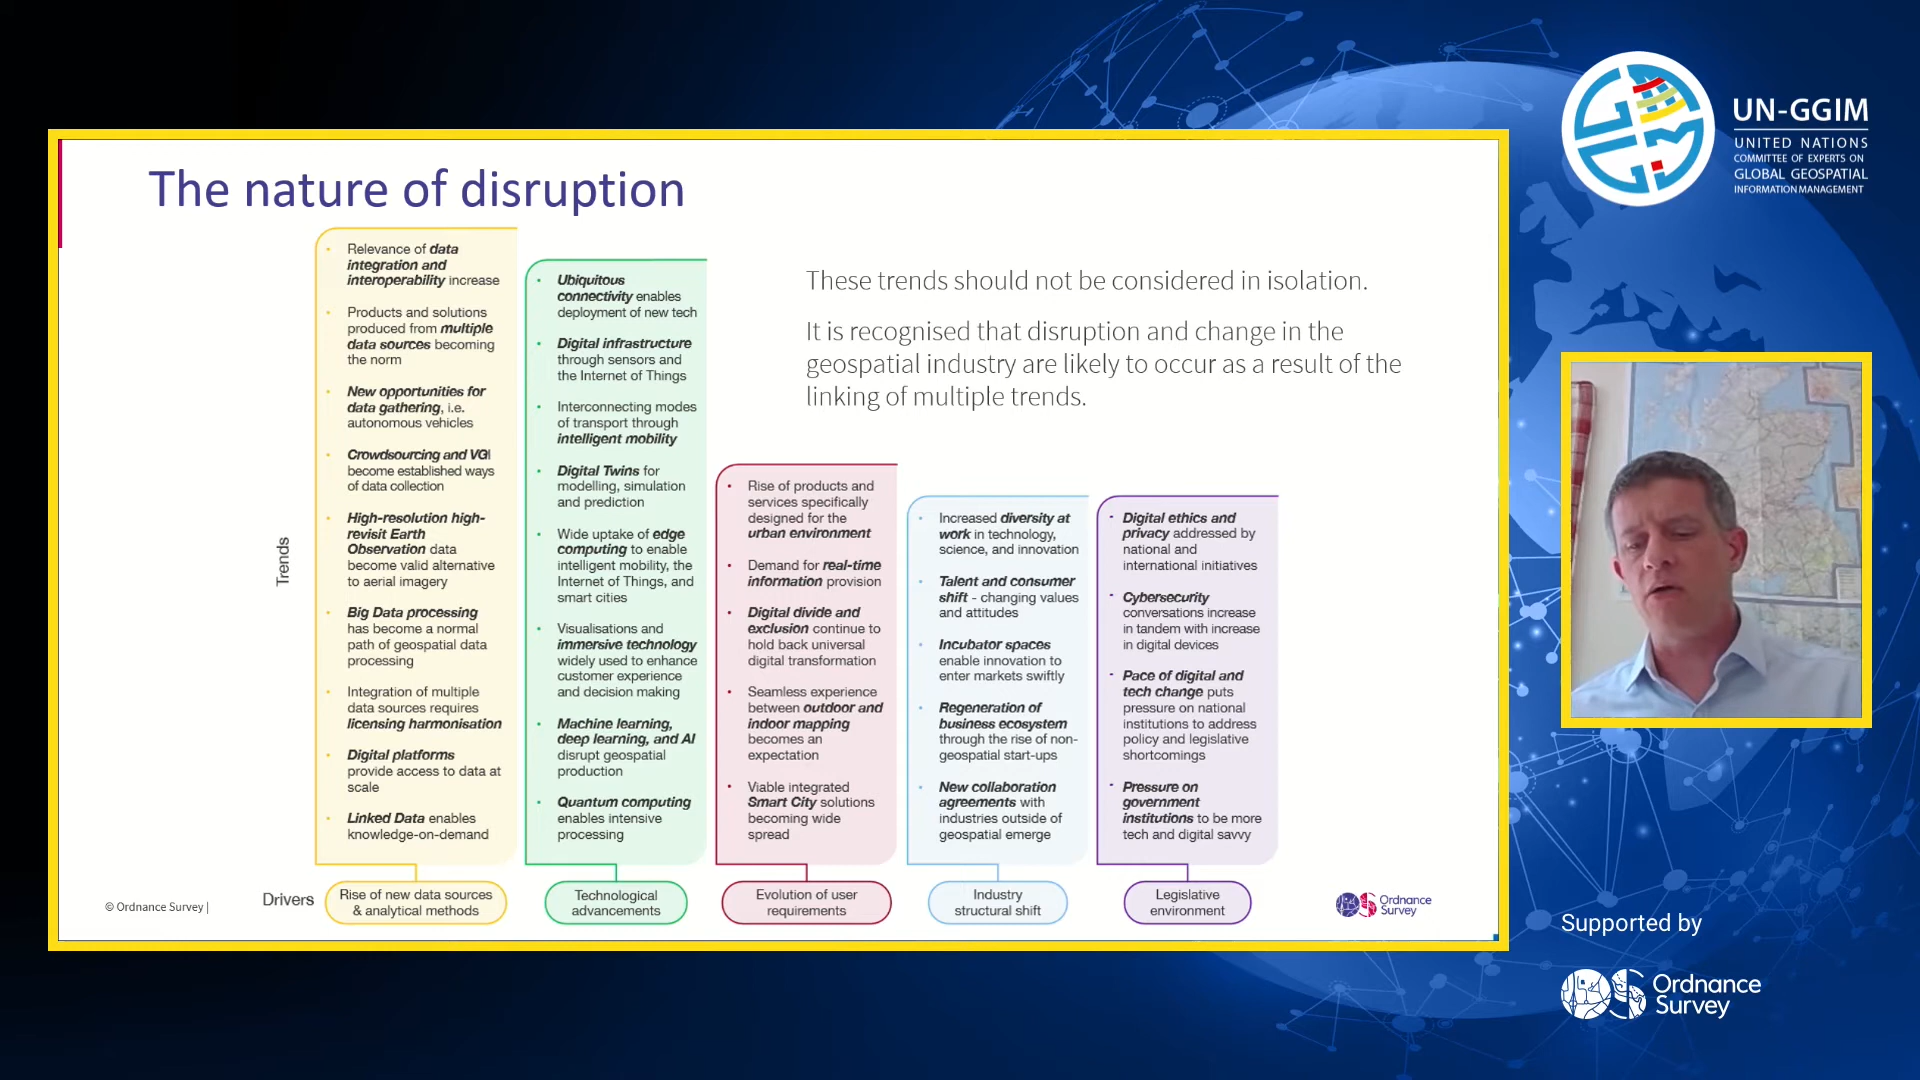 The nature of disruption
Relevance of data
integration and
interoperability increase
Products and solutions
produced from multiple
data sources becoming
the norm
New opportunities for
data gathering, i.e.
autonomous vehicles
Crowdsourcing and VGI
become established ways
of data collection
High-resolution high-
revisit Earth
Observation data
become valid alternative
to aerial imagery
Big Data processing
has become a normal
path of geospatial data
processing
Integration of multiple
data sources requires
licensing harmonisation
Digital platforms
provide access to data at
scale
Linked Data enables
knowledge-on-demand
Ubiquitous
connectivity enables
deployment of new tech
Digital infrastructure
through sensors and
the Internet of Things
Interconnecting modes
of transport through
intelligent mobility
Digital Twins for
modelling, simulation
and prediction
Wide uptake of edge
computing to enable
intelligent mobility, the
Internet of Things, and
smart cities
Visualisations and
immersive technology
widely used to enhance
customer experience
and decision making
Machine learning,
deep learning, and AI
disrupt geospatial
production
Quantum computing
enables intensive
processing
Rise of products and
services specifically
designed for the
urban environment
Demand for real-time
information provision
Digital divide and
exclusion continue to
hold back universal
digital transformation
Seamless experience
between outdoor and
indoor mapping
becomes an
expectation
Viable integrated
Smart City solutions
becoming wide
spread
Increased diversity at
work in technology,
science, and innovation
Talent and consumer
shift - changing values
and attitudes
Incubator spaces
enable innovation to
enter markets swiftly
Regeneration of
business ecosystem
through the rise of non-
geospatial start-ups
New collaboration
agreements with
industries outside of
geospatial emerge
Digital ethics and
privacy addressed by
national and
international initiatives
Cybersecurity
conversations increase
in tandem with increase
in digital devices
Pace of digital and
tech change puts
pressure on national
institutions to address
policy and legislative
shortcomings
Pressure on
government
institutions to be more
tech and digital savvy
These trends should not be considered in isolation.
It is recognised that disruption and change in the
geospatial industry are likely to occur as a result of the
linking of multiple trends.
Trends
Drivers
Rise of new data sources
& analytical methods
Technological
advancements
Evolution of user
requirements
Industry
structural shift
Legislative
environment
© Ordnance Survey |
Ordnance
Survey
UN-GGIM
UNITED NATIONS
COMMITTEE OF EXPERTS ON
GLOBAL GEOSPATIAL
INFORMATION MANAGEMENT
Supported by
Ordnance
Survey